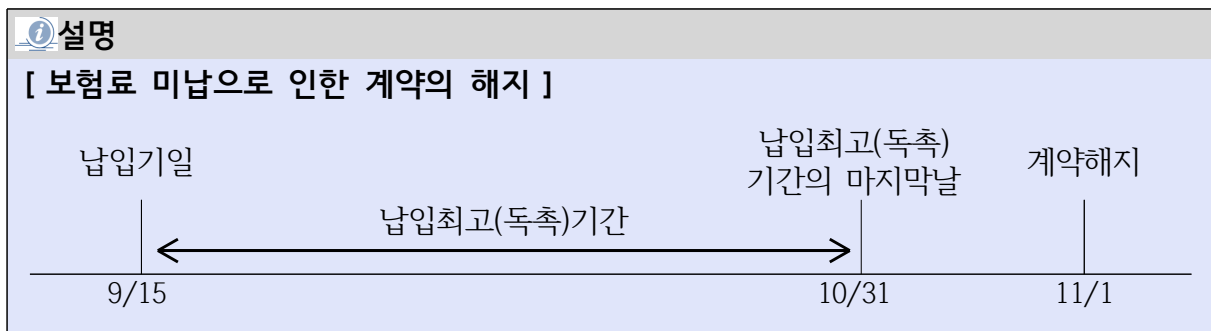 설명
[ 보험료 미납으로 인한 계약의 해지 ]
납입기일
납입최고(독촉)
기간의 마지막날
계약해지
납입최고(독촉)기간
9/15
10/31
11/1